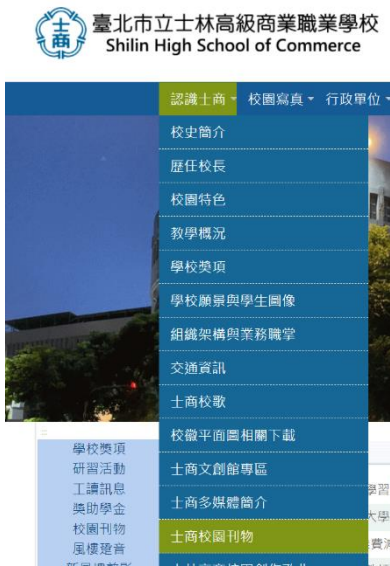 士商
臺北市立士林高級商業職業學校
Shilin High School of Commerce
認識士商 校園寫真 行政單位
校史簡介
歷任校長
校園特色
教學概況
學校獎項
學校願景與學生圖像
組織架構與業務職掌
交通資訊
士商校歌
校徽平面圖相關下載
士商文創館專區
士商多媒體簡介
士商校園刊物
學校獎項
研習活動
工讀訊息
獎助學金
校園刊物
風樓跫音